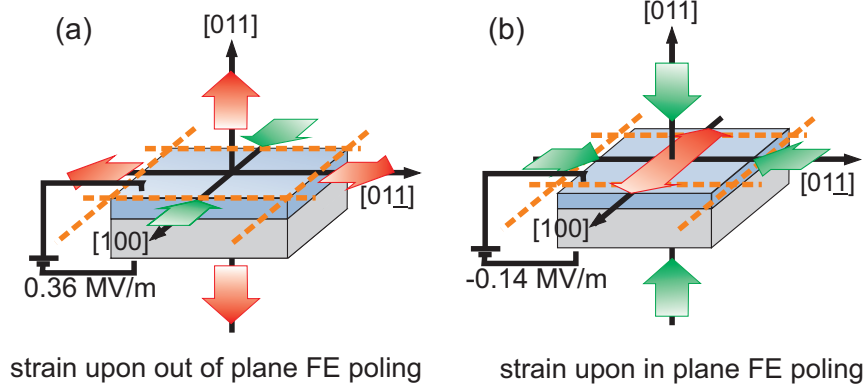 (a)
[011]
[011]
[100]
0.36 MV/m
strain upon out of plane FE poling
(b)
[011]
[011]
[100]
-0.14 MV/m
strain upon in plane FE poling